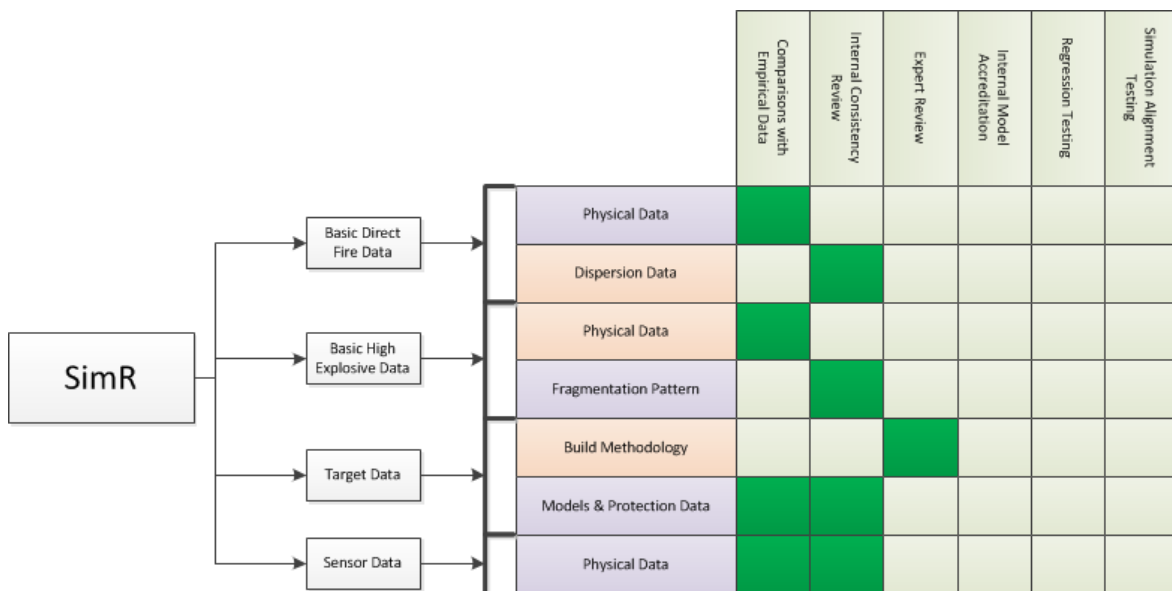 Comparisons with
Empirical Data
Internal Consistency
Review
Expert Review
Internal Model
Accreditation
Regression Testing
Simulation Alignment
Testing
SimR
Basic Direct
Fire Data
Physical Data
Dispersion Data
Basic High
Explosive Data
Physical Data
Fragmentation Pattern
Target Data
Build Methodology
Models & Protection Data
Sensor Data
Physical Data